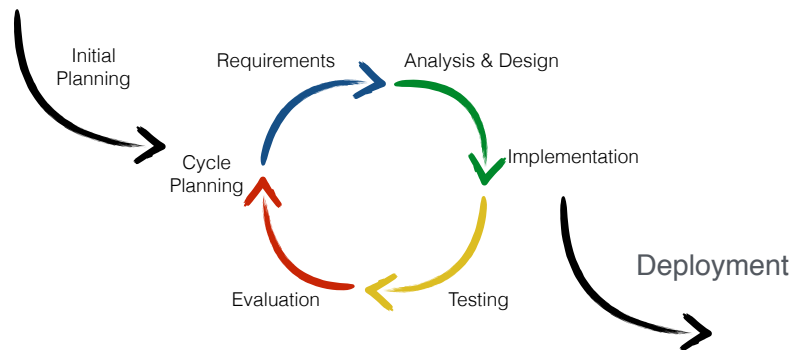 Initial
Planning
Requirements
Analysis & Design
Cycle
Planning
Implementation
Deployment
Evaluation
Testing